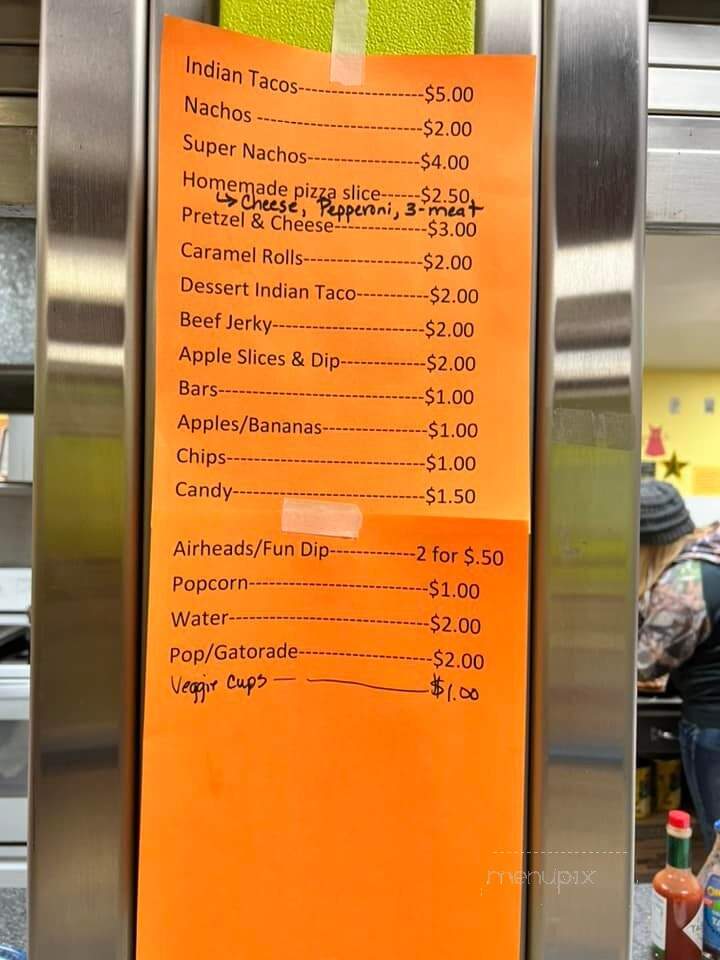 Indian Tacos--------------------$5.00
Nachos --------------------------$2.00
Super Nachos------------------$4.00
Homemade pizza slice------$2.50
↳ Cheese, Pepperoni, 3-meat
Pretzel & Cheese--------------$3.00
Caramel Rolls-------------------$2.00
Dessert Indian Taco-----------$2.00
Beef Jerky------------------------$2.00
Apple Slices & Dip-------------$2.00
Bars--------------------------------$1.00
Apples/Bananas----------------$1.00
Chips-------------------------------$1.00
Candy------------------------------$1.50
Airheads/Fun Dip-------------2 for $.50
Popcorn---------------------------$1.00
Water------------------------------$2.00
Pop/Gatorade--------------------$2.00
Veggie Cups — ————$1.00
menupix